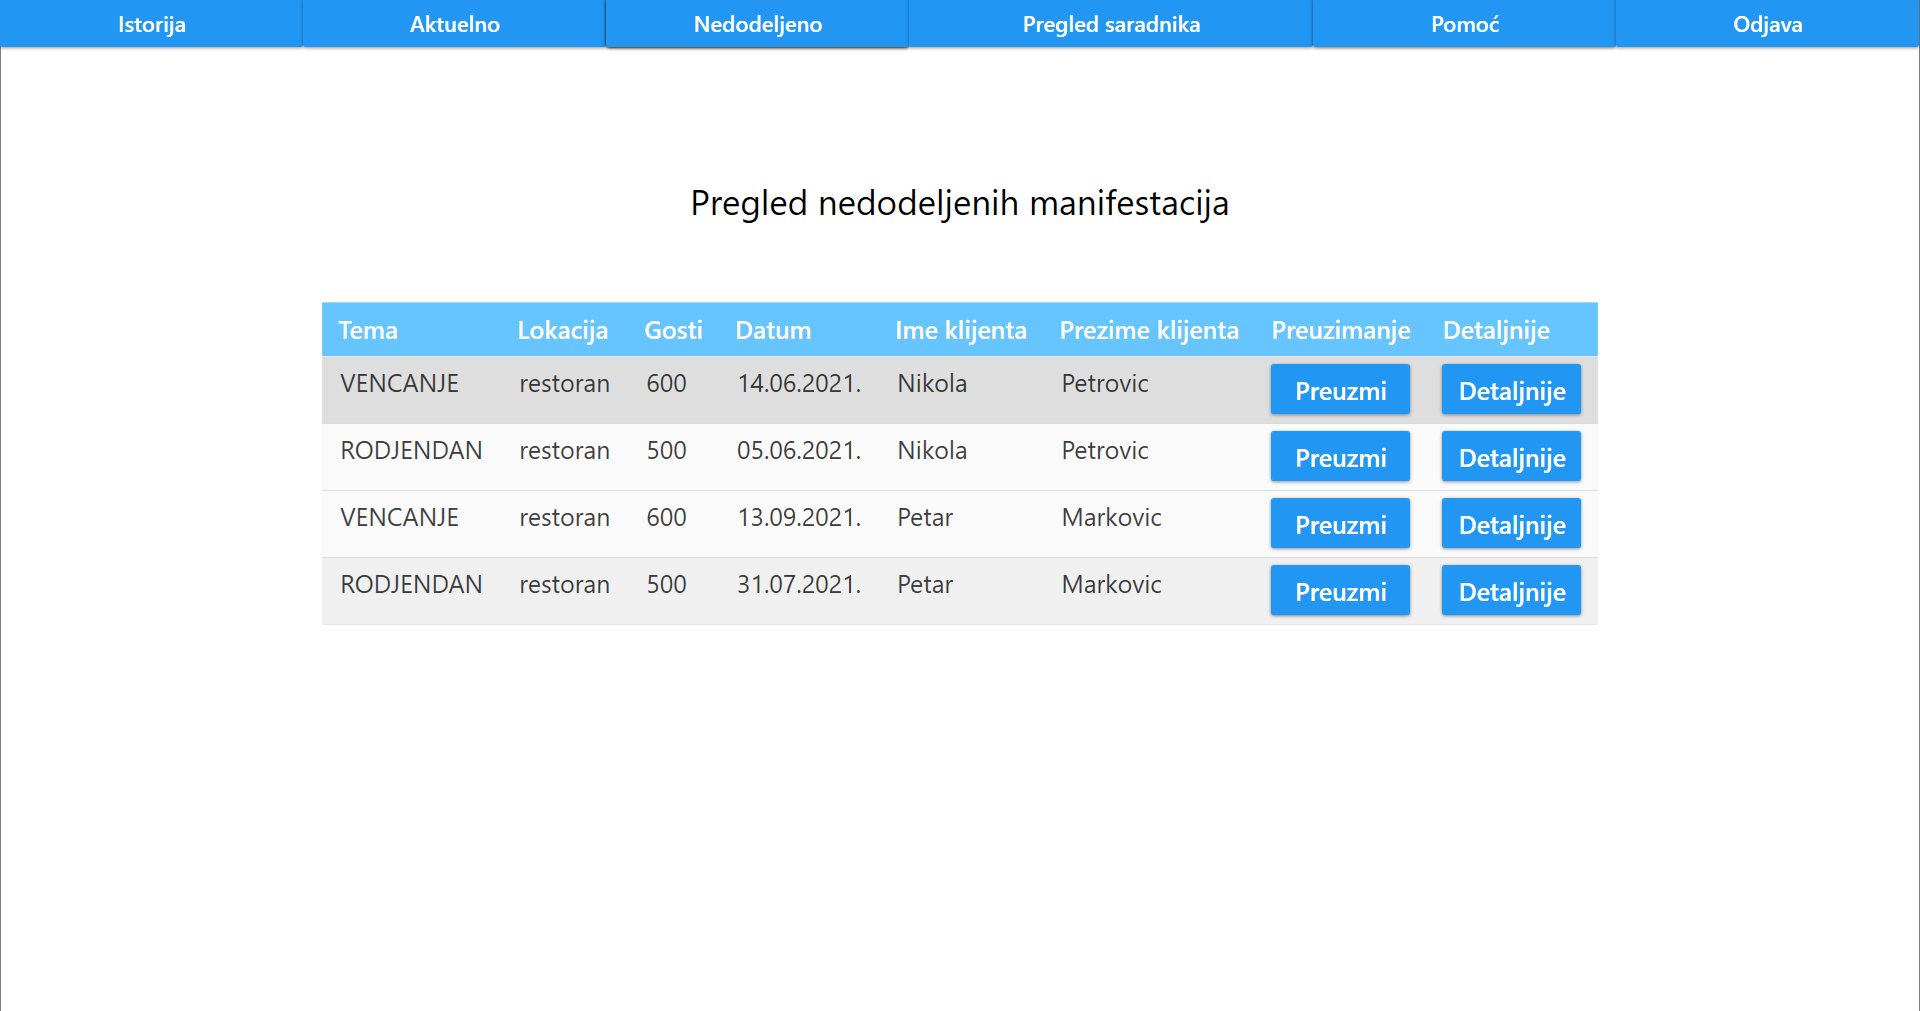 Istorija Aktuelno Nedodeljeno Pregled saradnika Pomoć Odjava
Pregled nedodeljenih manifestacija
Tema Lokacija Gosti Datum Ime klijenta Prezime klijenta Preuzimanje Detaljnije
VENCANJE restoran 600 14.06.2021. Nikola Petrovic Preuzmi Detaljnije
RODJENDAN restoran 500 05.06.2021. Nikola Petrovic Preuzmi Detaljnije
VENCANJE restoran 600 13.09.2021. Petar Markovic Preuzmi Detaljnije
RODJENDAN restoran 500 31.07.2021. Petar Markovic Preuzmi Detaljnije